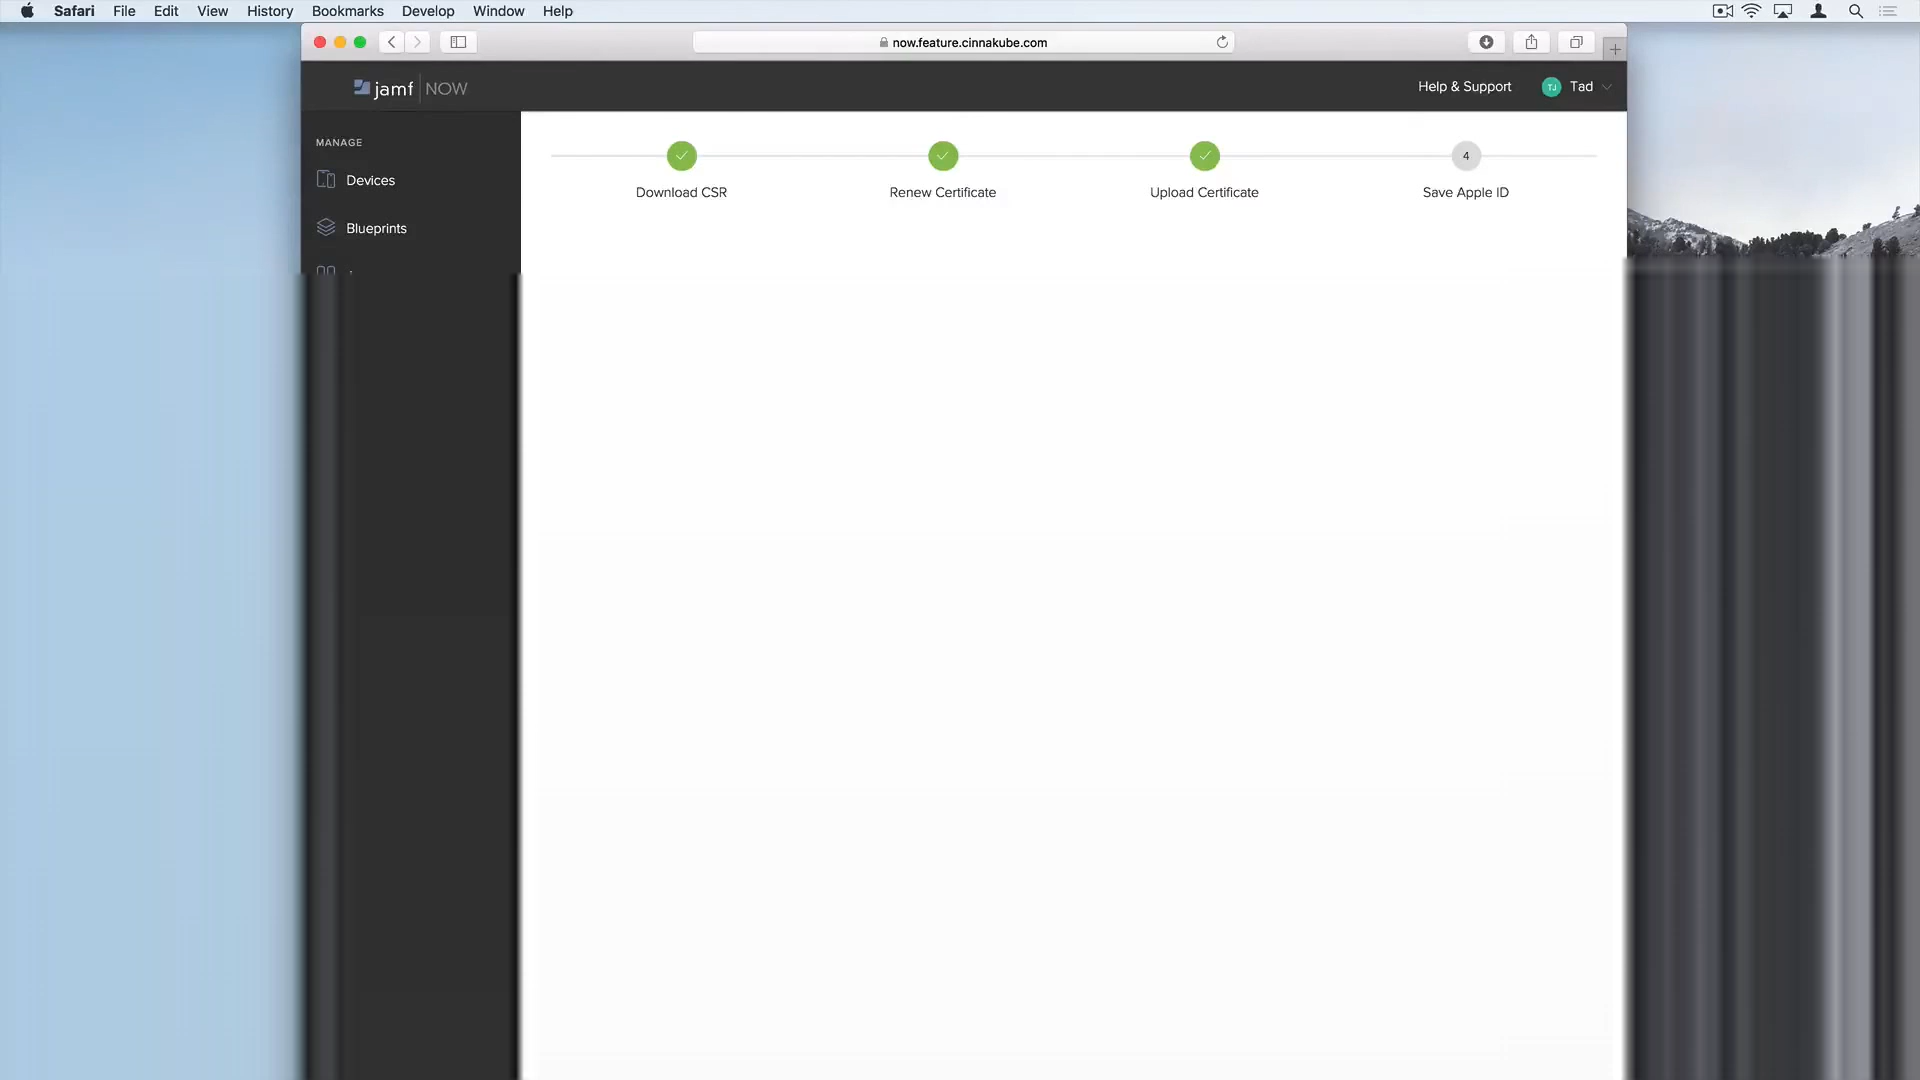 Safari File Edit View History Bookmarks Develop Window Help
now.feature.cinnakube.com
jamf NOW
Help & Support
TJ
Tad
MANAGE
Devices
Blueprints
Download CSR
Renew Certificate
Upload Certificate
4
Save Apple ID